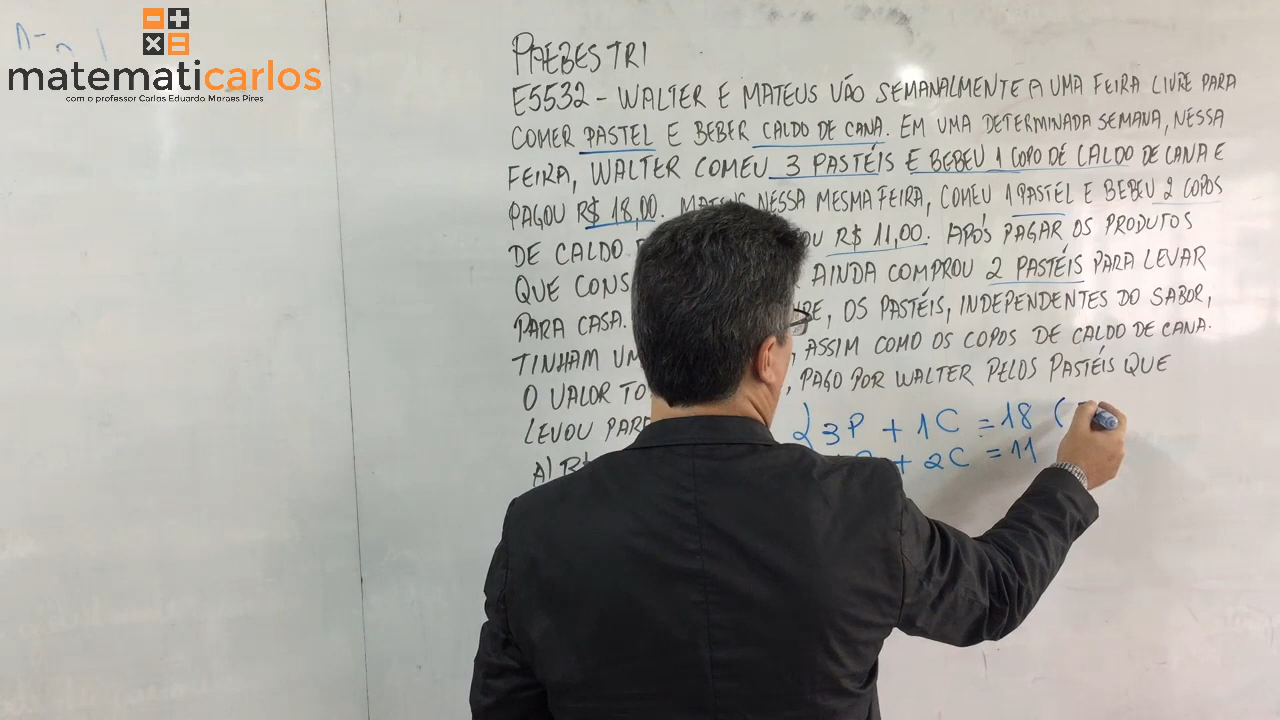 matematicarlos
com o professor Carlos Eduardo Moraes Pires
PAEBES TRI
E5532 - WALTER E MATEUS VÃO SEMANALMENTE A UMA FEIRA LIVRE PARA
COMER PASTEL E BEBER CALDO DE CANA. EM UMA DETERMINADA SEMANA, NESSA
FEIRA, WALTER COMEU 3 PASTÉIS E BEBEU 1 COPO DE CALDO DE CANA E
PAGOU R$ 18,00. MATEUS, NESSA MESMA FEIRA, COMEU 1 PASTEL E BEBEU 2 COPOS
DE CALDO R$ 11,00. APÓS PAGAR OS PRODUTOS
QUE AINDA COMPROU 2 PASTÉIS PARA LEVAR
PARA CASA. OS PASTÉIS, INDEPENDENTES DO SABOR,
TINHAM ASSIM COMO OS COPOS DE CALDO DE CANA.
O VALOR , PAGO POR WALTER PELOS PASTÉIS QUE
LEVOU
3P + 1C = 18 (
+ 2C = 11
A)